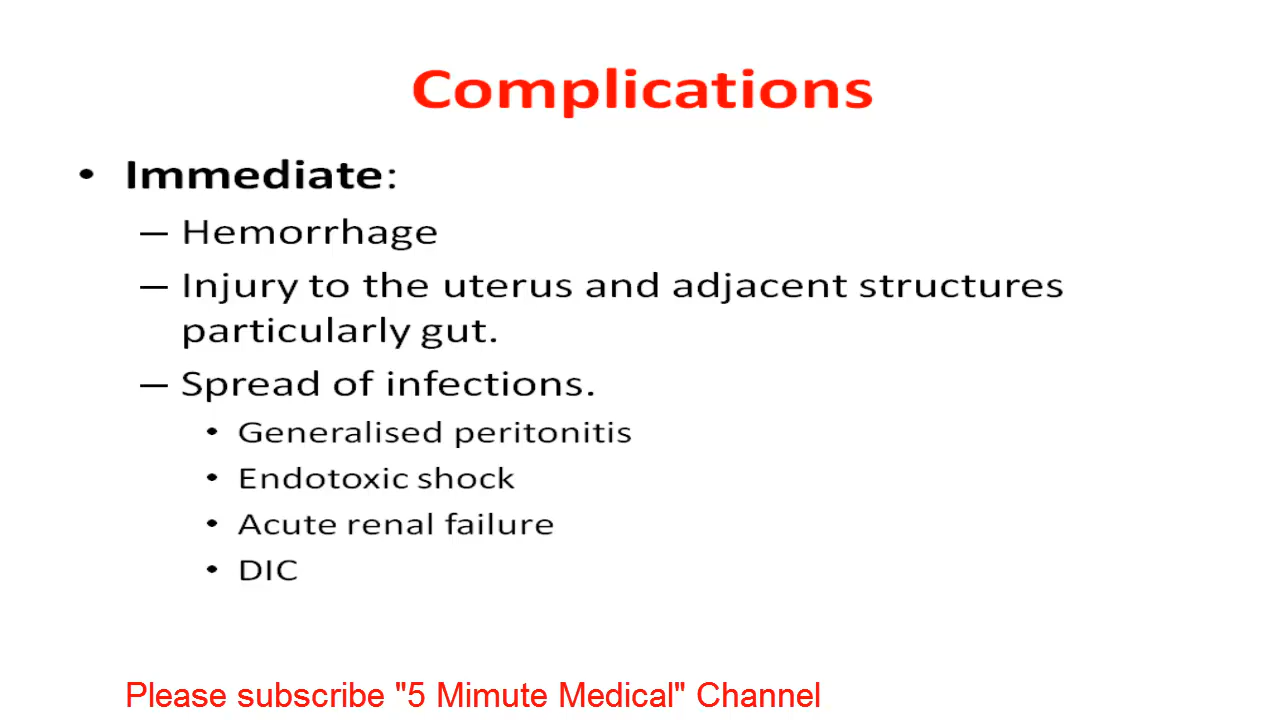 Complications
• Immediate:
– Hemorrhage
– Injury to the uterus and adjacent structures
particularly gut.
– Spread of infections.
• Generalised peritonitis
• Endotoxic shock
• Acute renal failure
• DIC
Please subscribe "5 Mimute Medical" Channel